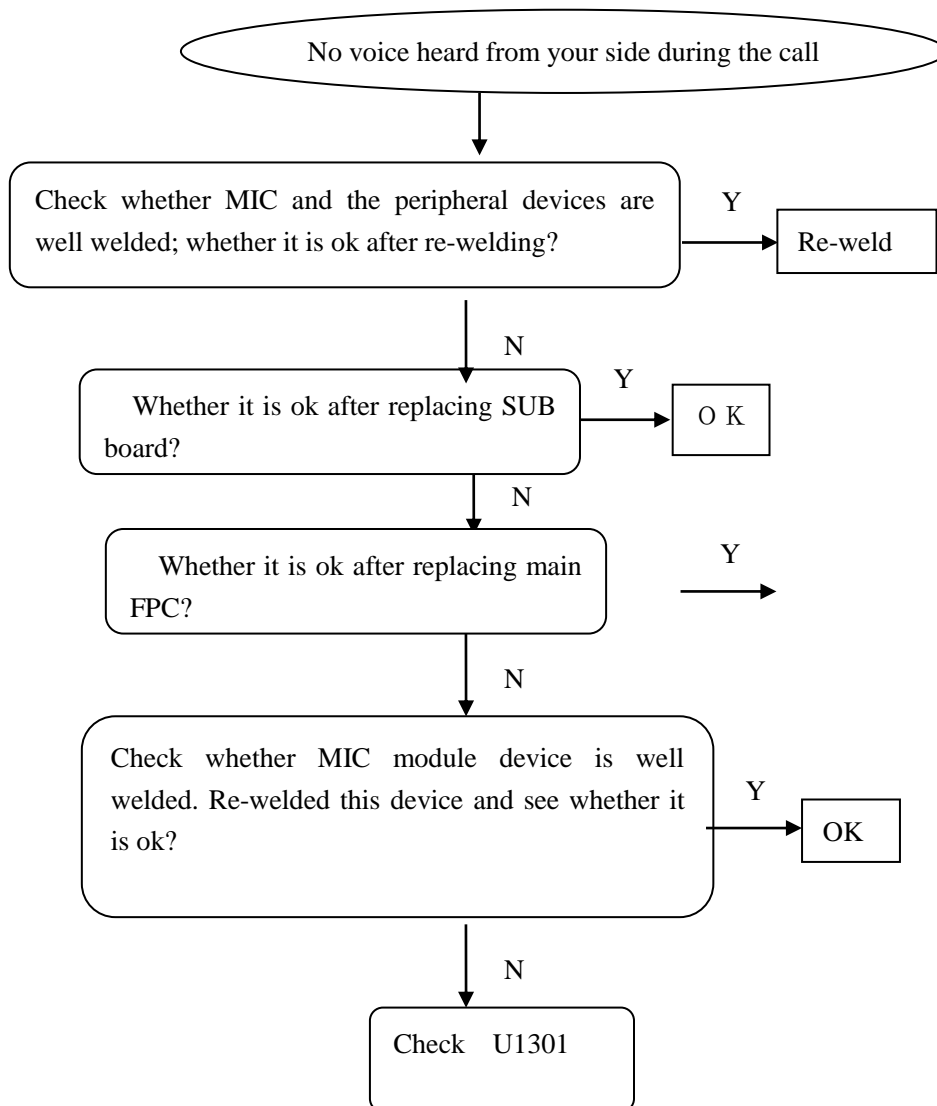 No voice heard from your side during the call
Check whether MIC and the peripheral devices are
well welded; whether it is ok after re-welding?
Y
Re-weld
N
Whether it is ok after replacing SUB
board?
Y
O K
N
Whether it is ok after replacing main
FPC?
Y
N
Check whether MIC module device is well
welded. Re-welded this device and see whether it
is ok?
Y
OK
N
Check U1301